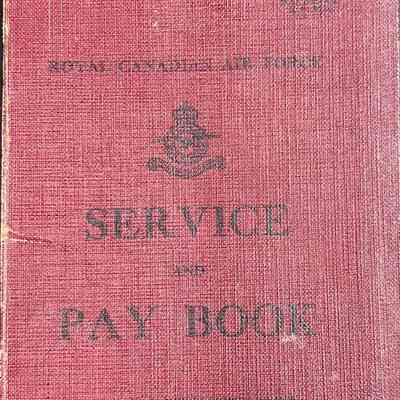 ROYAL CANADIAN AIR FORCE
SERVICE
AND
PAY BOOK